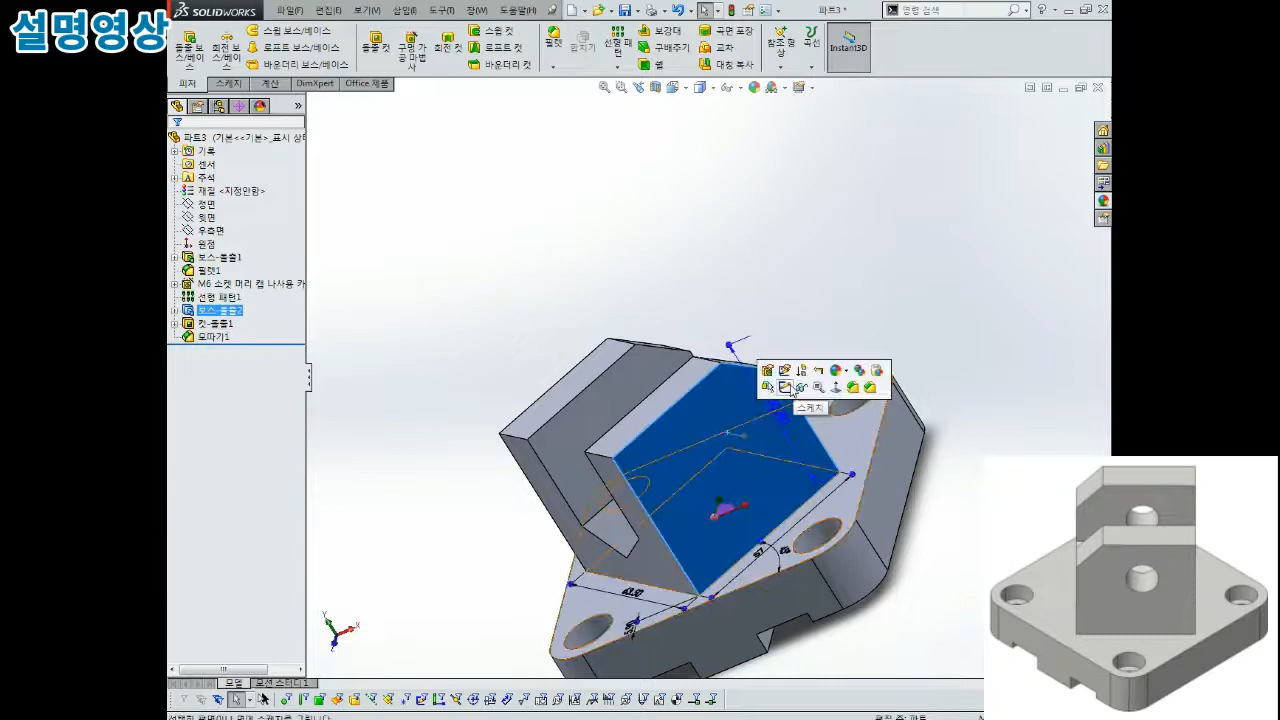 설명영상
SOLIDWORKS 파일(F) 편집(E) 보기(V) 삽입(I) 도구(T) 윈도우(W) 도움말(H) 파트3 * 명령 검색
돌출 보스/베이스 회전 보스/베이스 스윕 보스/베이스 돌출 컷 구멍 가공 마법사 회전 컷 스윕 컷 필렛 선형 패턴 보강대 곡면 포장 참조 형상 곡선 Instant3D
로프트 보스/베이스 로프트 컷 구배주기 교차
바운더리 보스/베이스 바운더리 컷 쉘 대칭 복사
피처 스케치 계산 DimXpert Office 제품
파트3 (기본<<기본>_표시 상태
기록
센서
주석
재질 <지정안함>
정면
윗면
우측면
원점
보스-돌출1
필렛1
M6 소켓 머리 캡 나사용 카
선형 패턴1
보스-돌출2
컷-돌출1
모따기1
스케치
모델 모션 스터디 1